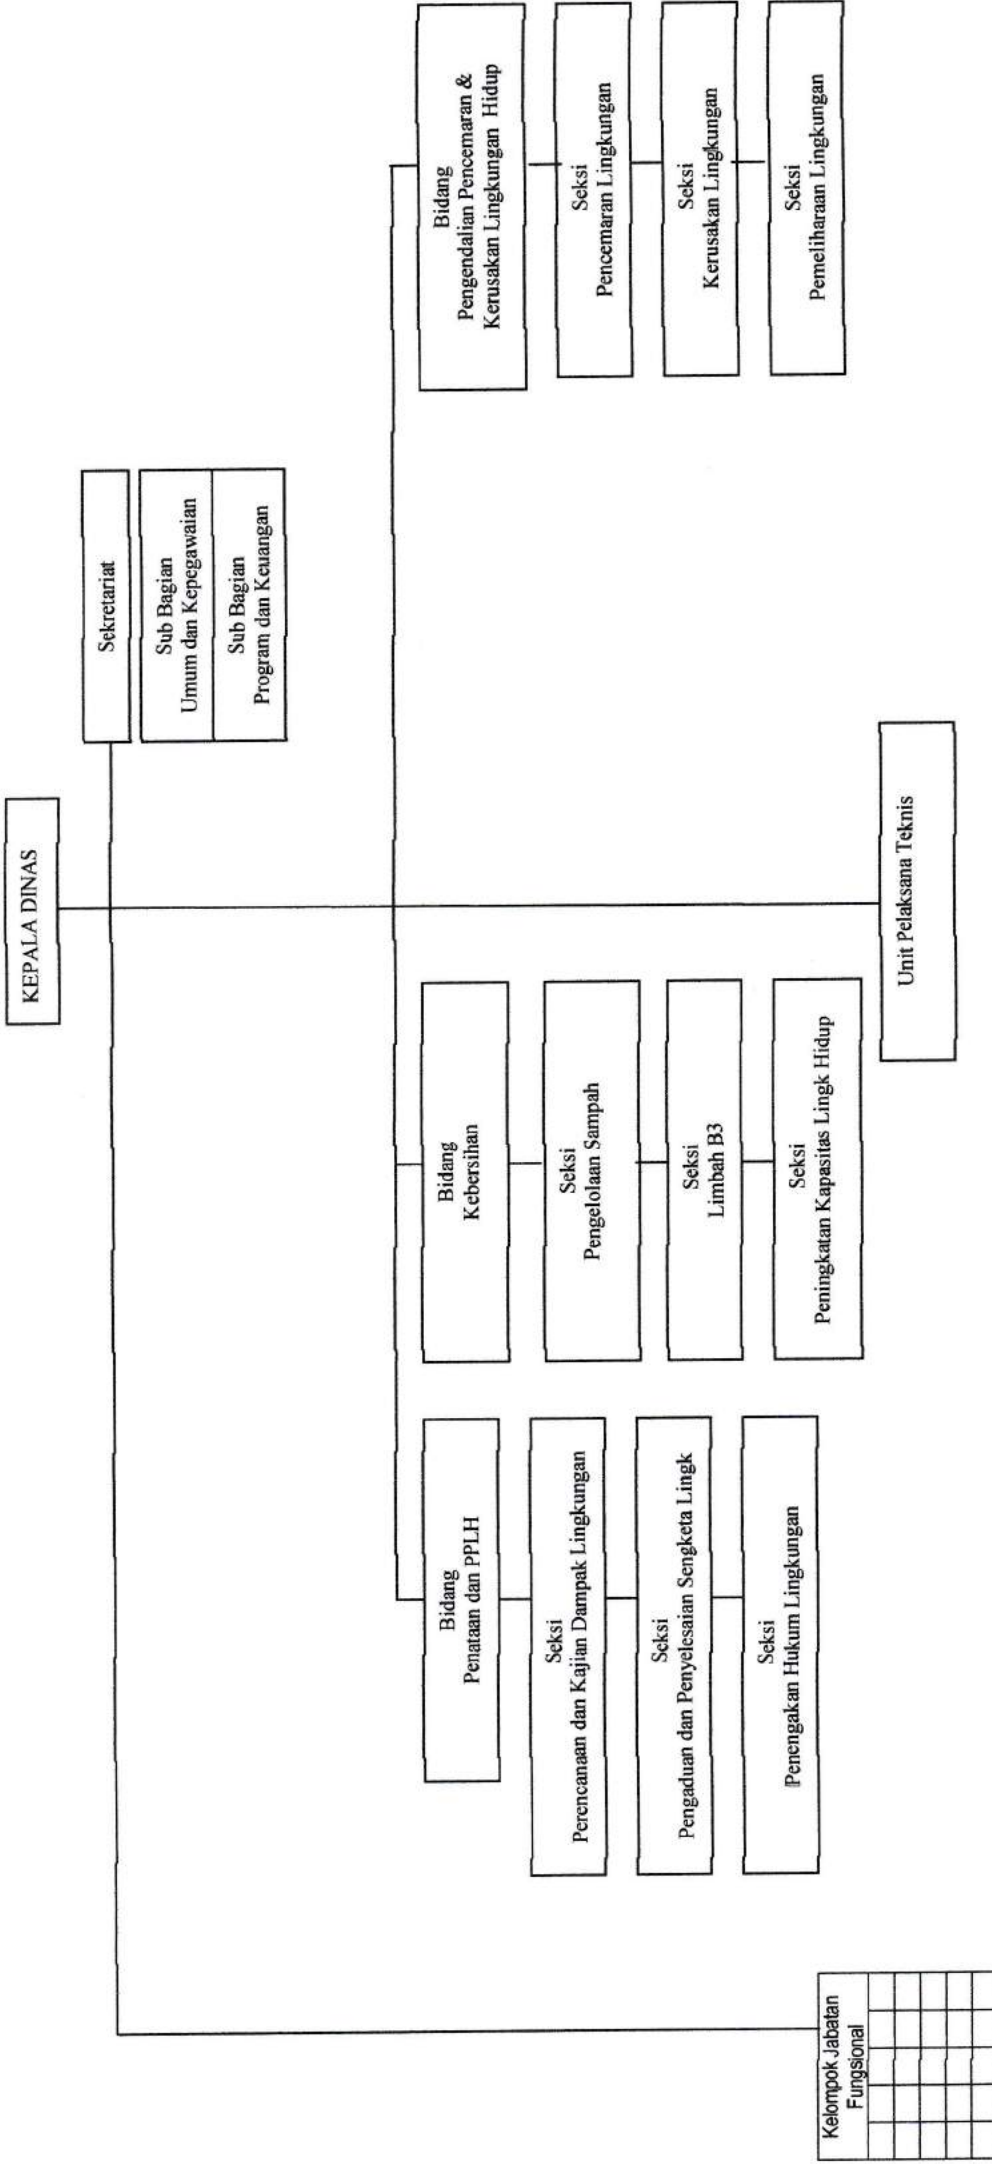 KEPALA DINAS
Sekretariat
Sub Bagian
Umum dan Kepegawaian
Sub Bagian
Program dan Keuangan
Bidang
Penataan dan PPLH
Seksi
Perencanaan dan Kajian Dampak Lingkungan
Seksi
Pengaduan dan Penyelesaian Sengketa Lingk
Seksi
Penengakan Hukum Lingkungan
Bidang
Kebersihan
Seksi
Pengelolaan Sampah
Seksi
Limbah B3
Seksi
Peningkatan Kapasitas Lingk Hidup
Bidang
Pengendalian Pencemaran &
Kerusakan Lingkungan Hidup
Seksi
Pencemaran Lingkungan
Seksi
Kerusakan Lingkungan
Seksi
Pemeliharaan Lingkungan
Kelompok Jabatan
Fungsional
Unit Pelaksana Teknis